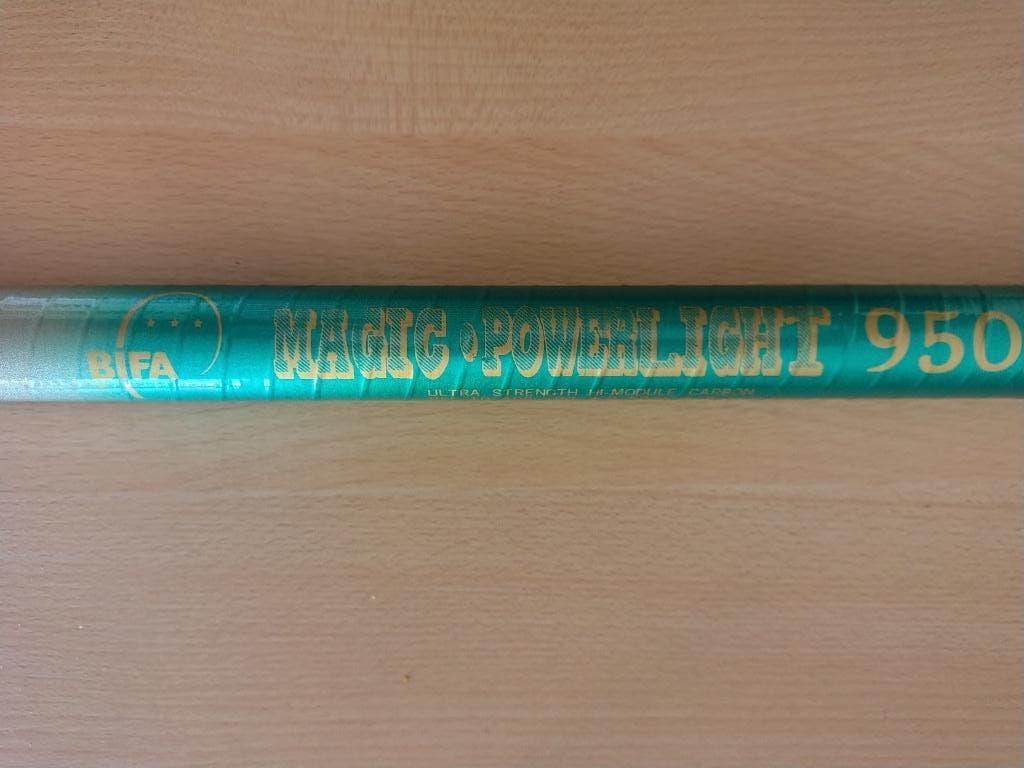 BIFA
MAGIC • POWERLIGHT 950
ULTRA STRENGTH HI-MODULE CARBON